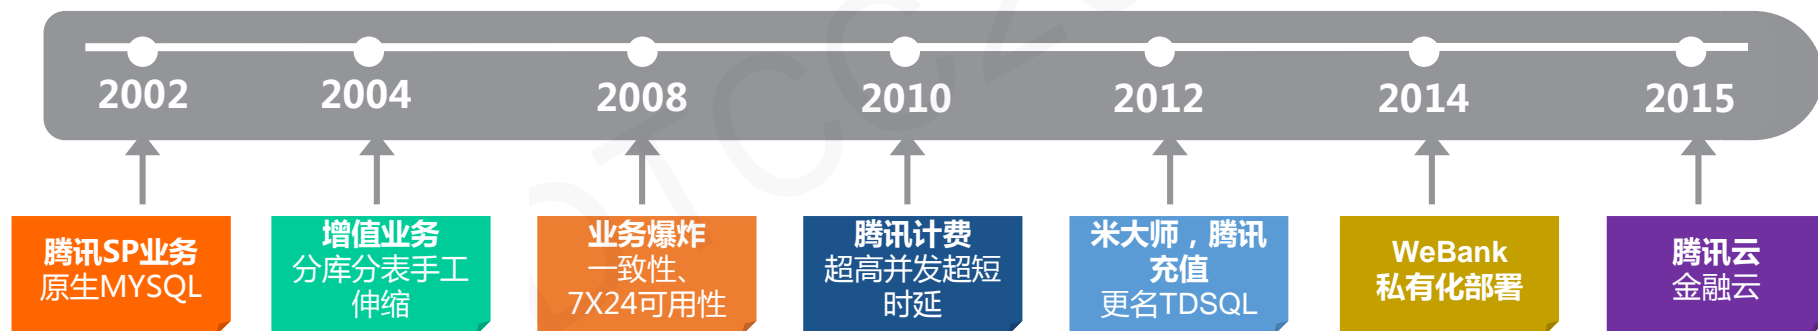 2002
2004
2008
2010
2012
2014
2015
腾讯SP业务
原生MYSQL
增值业务
分库分表手工
伸缩
业务爆炸
一致性、
7X24可用性
腾讯计费
超高并发超短
时延
米大师，腾讯
充值
更名TDSQL
WeBank
私有化部署
腾讯云
金融云